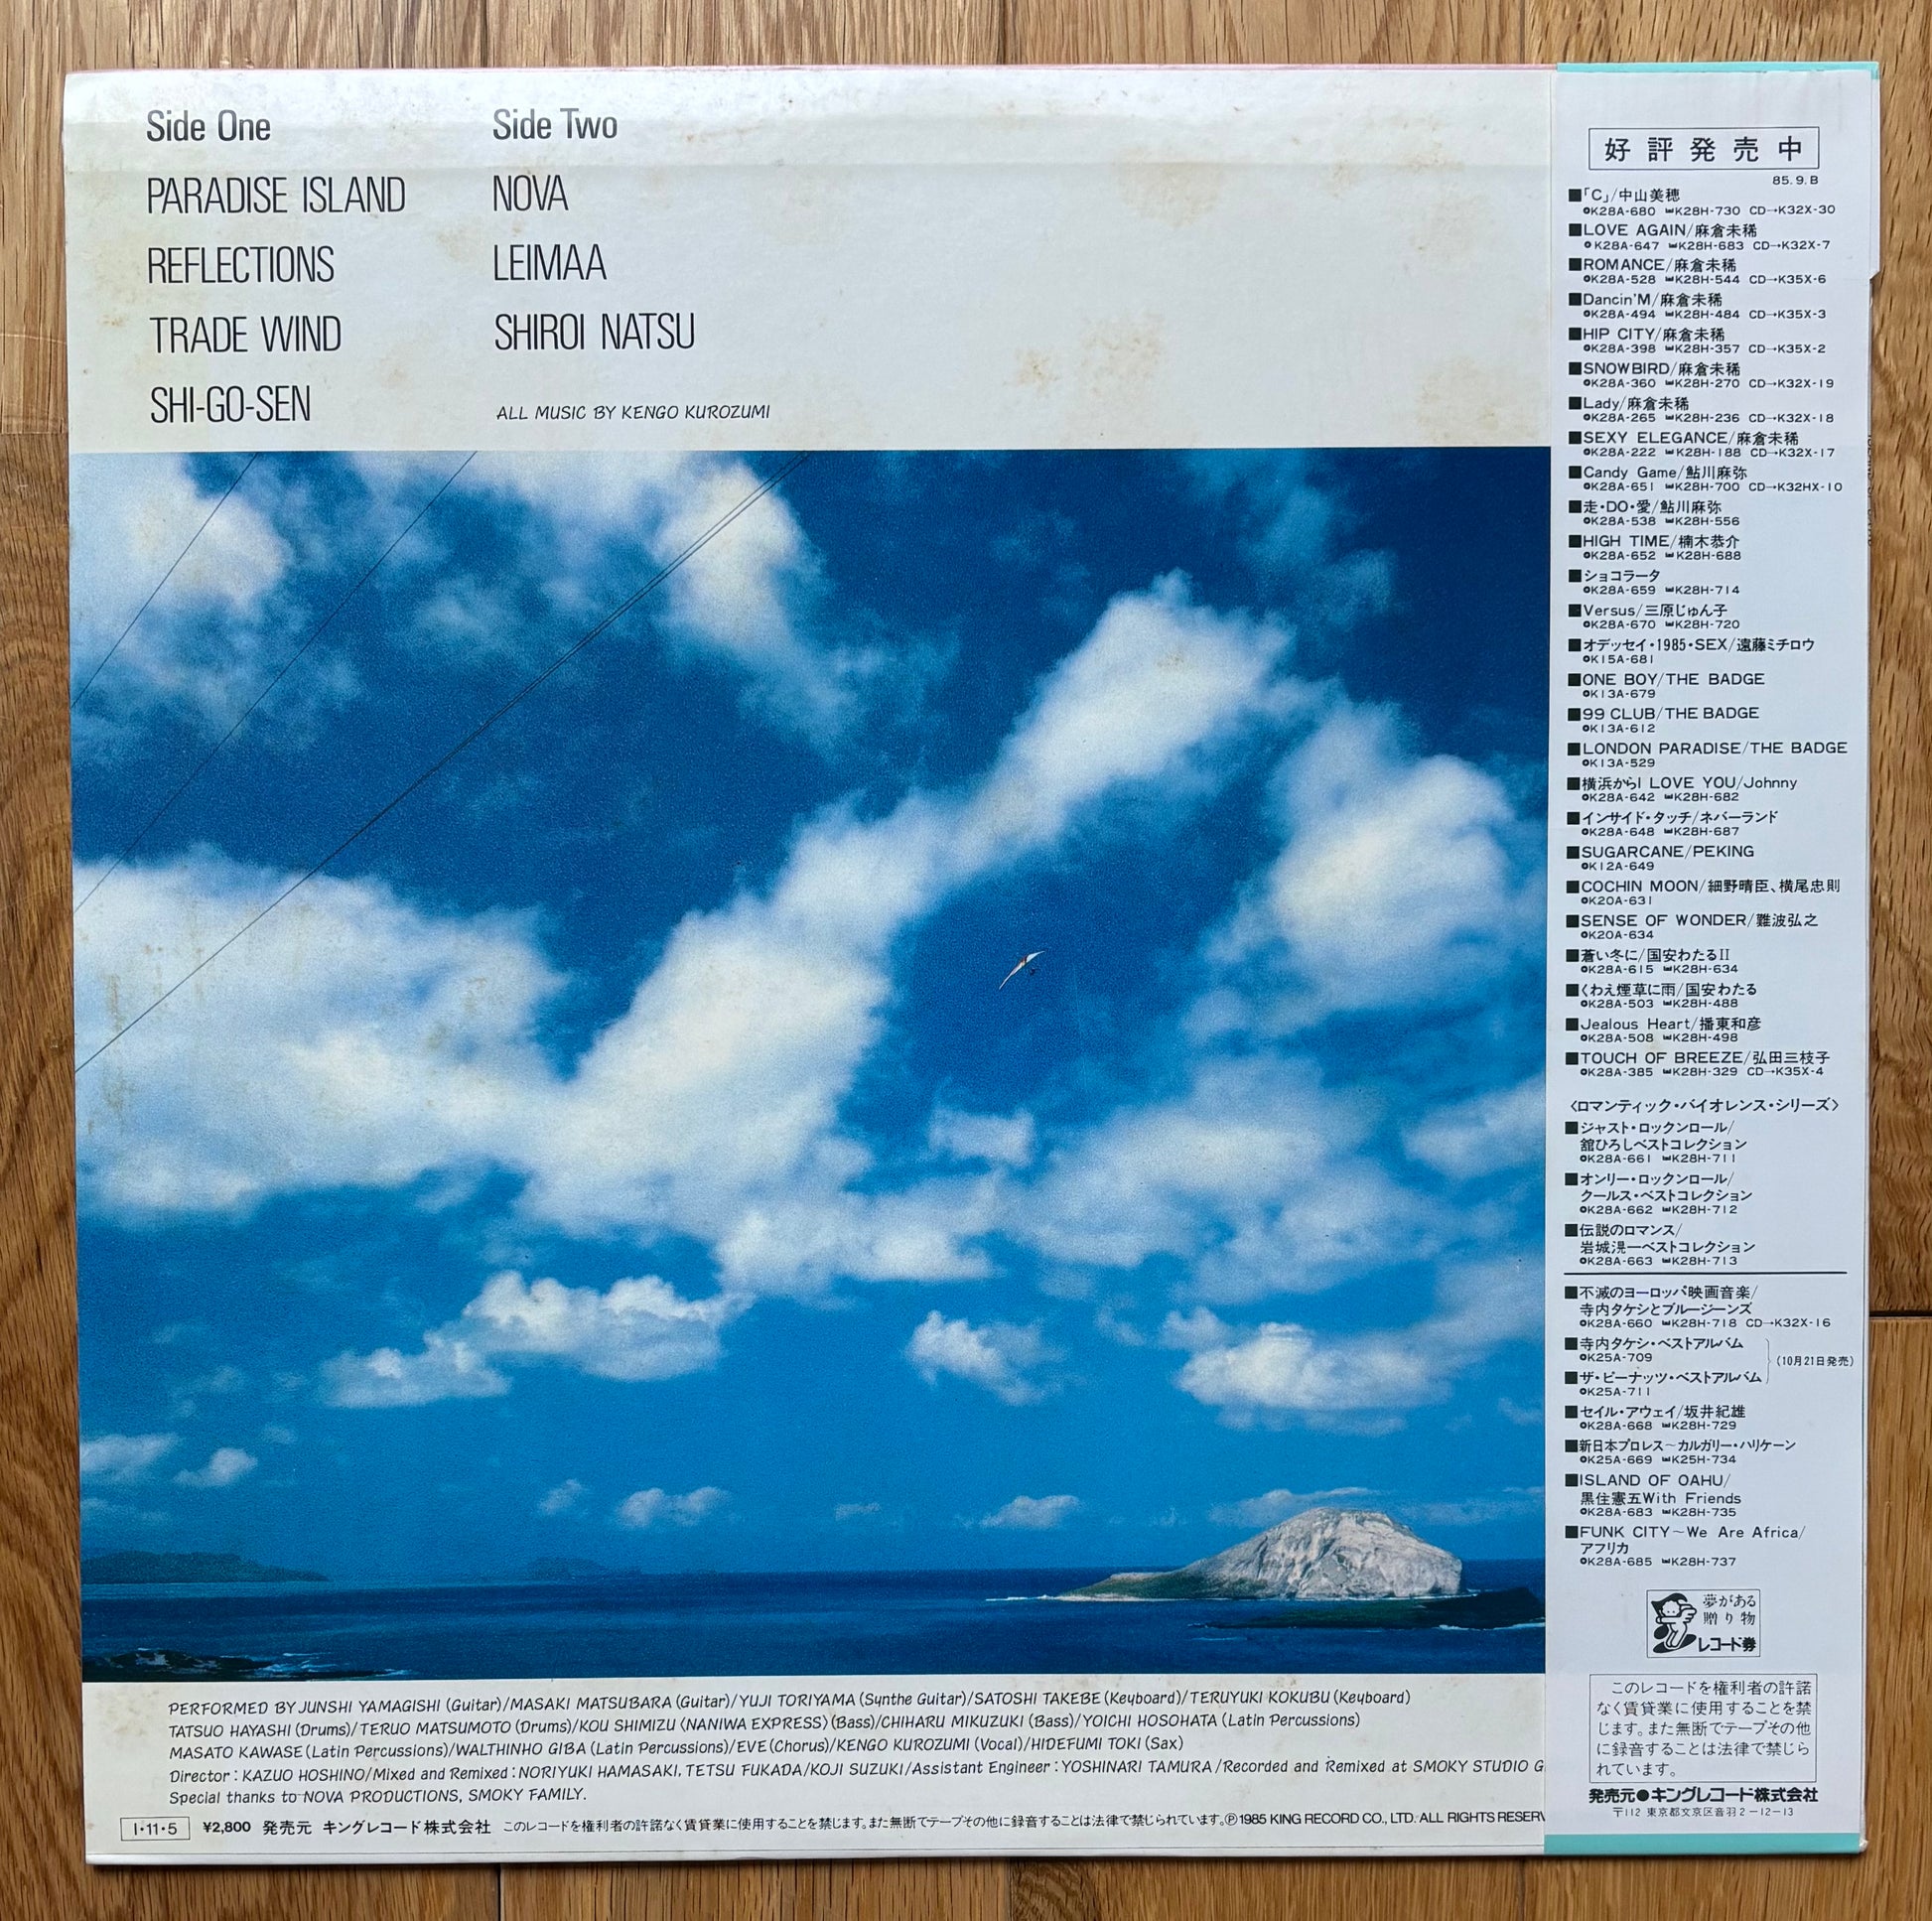 Side One
PARADISE ISLAND
REFLECTIONS
TRADE WIND
SHI-GO-SEN
Side Two
NOVA
LEIMAA
SHIROI NATSU
ALL MUSIC BY KENGO KUROZUMI
PERFORMED BY JUNSHI YAMAGISHI (Guitar)/MASAKI MATSUBARA (Guitar)/YUJI TORIYAMA (Synthe Guitar)/SATOSHI TAKEBE (Keyboard)/TERUYUKI KOKUBU (Keyboard)
TATSUO HAYASHI (Drums)/TERUO MATSUMOTO (Drums)/KOU SHIMIZU〈NANIWA EXPRESS〉(Bass)/CHIHARU MIKUZUKI (Bass)/YOICHI HOSOHATA (Latin Percussions)
MASATO KAWASE (Latin Percussions)/WALTHINHO GIBA (Latin Percussions)/EVE (Chorus)/KENGO KUROZUMI (Vocal)/HIDEFUMI TOKI (Sax)
Director : KAZUO HOSHINO/Mixed and Remixed : NORIYUKI HAMASAKI, TETSU FUKADA/KOJI SUZUKI/Assistant Engineer : YOSHINARI TAMURA/Recorded and Remixed at SMOKY STUDIO G
Special thanks to NOVA PRODUCTIONS, SMOKY FAMILY.
I・11・5 ¥2,800 発売元 キングレコード株式会社 このレコードを権利者の許諾なく賃貸業に使用することを禁じます。また無断でテープその他に録音することは法律で禁じられています。Ⓟ1985 KING RECORD CO., LTD. ALL RIGHTS RESERV
好評発売中
85.9.B
■「C」/中山美穂
K28A-680 K28H-730 CD→K32X-30
■LOVE AGAIN/麻倉未稀
K28A-647 K28H-683 CD→K32X-7
■ROMANCE/麻倉未稀
K28A-528 K28H-544 CD→K35X-6
■Dancin'M/麻倉未稀
K28A-494 K28H-484 CD→K35X-3
■HIP CITY/麻倉未稀
K28A-398 K28H-357 CD→K35X-2
■SNOWBIRD/麻倉未稀
K28A-360 K28H-270 CD→K32X-19
■Lady/麻倉未稀
K28A-265 K28H-236 CD→K32X-18
■SEXY ELEGANCE/麻倉未稀
K28A-222 K28H-188 CD→K32X-17
■Candy Game/鮎川麻弥
K28A-651 K28H-700 CD→K32HX-10
■走・DO・愛/鮎川麻弥
K28A-538 K28H-556
■HIGH TIME/楠木恭介
K28A-652 K28H-688
■ショコラータ
K28A-659 K28H-714
■Versus/三原じゅん子
K28A-670 K28H-720
■オデッセイ・1985・SEX/遠藤ミチロウ
K15A-681
■ONE BOY/THE BADGE
K13A-679
■99 CLUB/THE BADGE
K13A-612
■LONDON PARADISE/THE BADGE
K13A-529
■横浜からI LOVE YOU/Johnny
K28A-642 K28H-682
■インサイド・タッチ/ネバーランド
K28A-648 K28H-687
■SUGARCANE/PEKING
K12A-649
■COCHIN MOON/細野晴臣、横尾忠則
K20A-631
■SENSE OF WONDER/難波弘之
K20A-634
■蒼い冬に/国安わたるII
K28A-615 K28H-634
■くわえ煙草に雨/国安わたる
K28A-503 K28H-488
■Jealous Heart/播東和彦
K28A-508 K28H-498
■TOUCH OF BREEZE/弘田三枝子
K28A-385 K28H-329 CD→K35X-4
〈ロマンティック・バイオレンス・シリーズ〉
■ジャスト・ロックンロール/
舘ひろしベストコレクション
K28A-661 K28H-711
■オンリー・ロックンロール/
クールス・ベストコレクション
K28A-662 K28H-712
■伝説のロマンス/
岩城滉一ベストコレクション
K28A-663 K28H-713
■不滅のヨーロッパ映画音楽/
寺内タケシとブルージーンズ
K28A-660 K28H-718 CD→K32X-16
■寺内タケシ・ベストアルバム
K25A-709
(10月21日発売)
■ザ・ピーナッツ・ベストアルバム
K25A-711
■セイル・アウェイ/坂井紀雄
K28A-668 K28H-729
■新日本プロレス〜カルガリー・ハリケーン
K25A-669 K25H-734
■ISLAND OF OAHU/
黒住憲五With Friends
K28A-683 K28H-735
■FUNK CITY〜We Are Africa/
アフリカ
K28A-685 K28H-737
夢がある
贈り物
レコード券
このレコードを権利者の許諾
なく賃貸業に使用することを禁
じます。また無断でテープその他
に録音することは法律で禁じら
れています。
発売元●キングレコード株式会社
〒112 東京都文京区音羽2-12-13